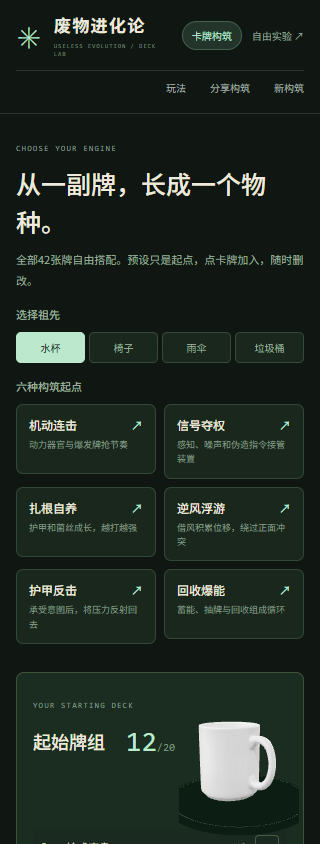 废物进化论
USELESS EVOLUTION / DECK
LAB
卡牌构筑
自由实验 ↗
玩法
分享构筑
新构筑
CHOOSE YOUR ENGINE
从一副牌，长成一个物
种。
全部42张牌自由搭配。预设只是起点，点卡牌加入，随时删
改。
选择祖先
水杯
椅子
雨伞
垃圾桶
六种构筑起点
机动连击 ↗
动力器官与爆发牌抢节奏
信号夺权 ↗
感知、噪声和伪造指令接管
装置
扎根自养 ↗
护甲和菌丝成长，越打越强
逆风浮游 ↗
借风积累位移，绕过正面冲
突
护甲反击 ↗
承受意图后，将压力反射回
去
回收爆能 ↗
蓄能、抽牌与回收组成循环
YOUR STARTING DECK
起始牌组
12/20